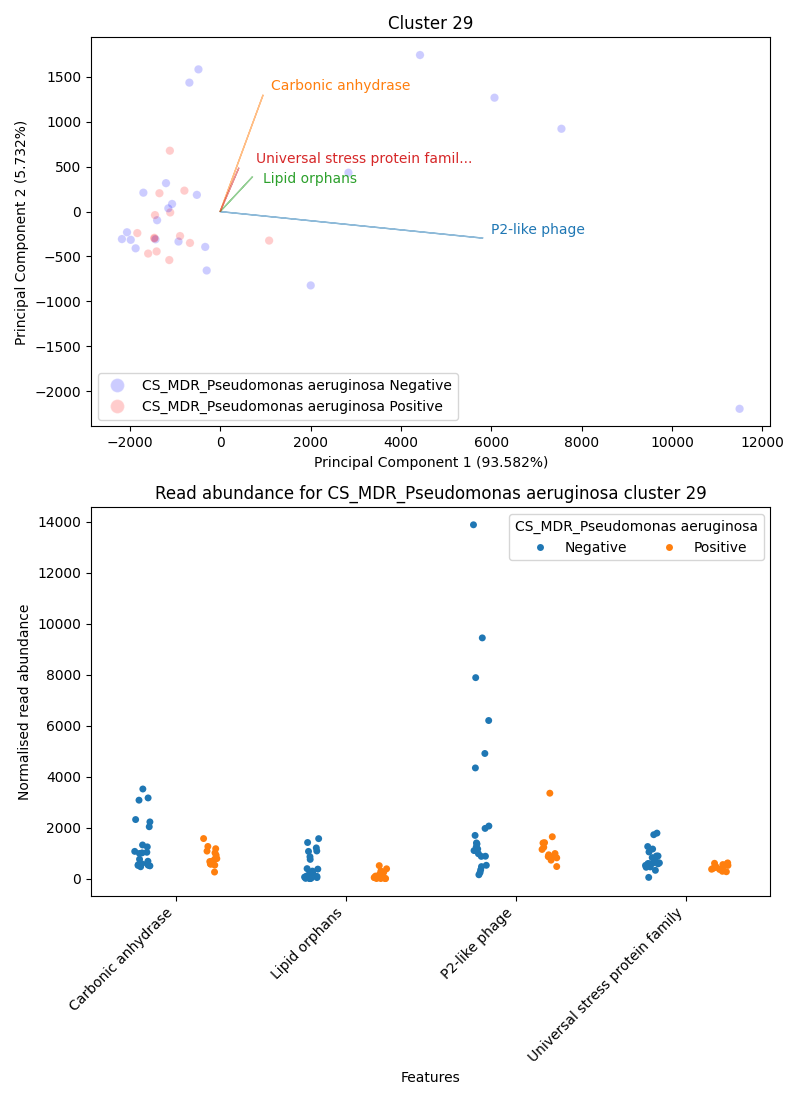 Cluster 29
Principal Component 2 (5.732%)
1500
1000
500
0
−500
−1000
−1500
−2000
Carbonic anhydrase
Universal stress protein famil...
Lipid orphans
P2-like phage
CS_MDR_Pseudomonas aeruginosa Negative
CS_MDR_Pseudomonas aeruginosa Positive
−2000 0 2000 4000 6000 8000 10000 12000
Principal Component 1 (93.582%)
Read abundance for CS_MDR_Pseudomonas aeruginosa cluster 29
Normalised read abundance
14000
12000
10000
8000
6000
4000
2000
0
CS_MDR_Pseudomonas aeruginosa
Negative Positive
Carbonic anhydrase
Lipid orphans
P2-like phage
Universal stress protein family
Features